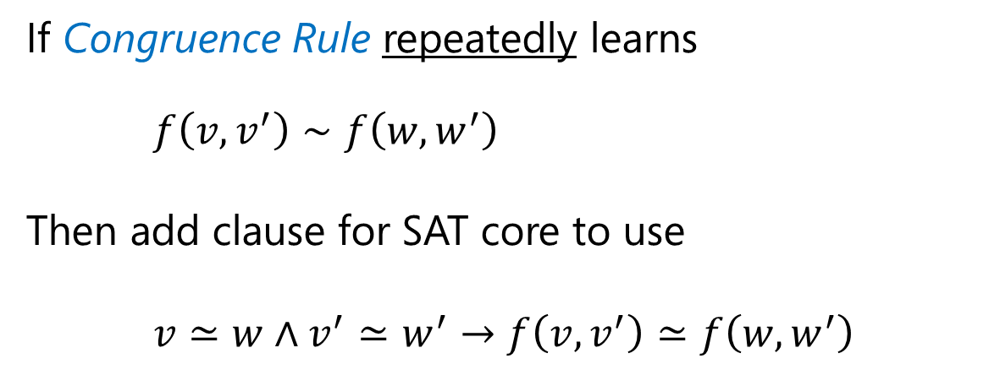 If Congruence Rule repeatedly learns
𝑓(𝑣, 𝑣′) ~ 𝑓(𝑤, 𝑤′)
Then add clause for SAT core to use
𝑣 ≃ 𝑤 ∧ 𝑣′ ≃ 𝑤′ → 𝑓(𝑣, 𝑣′) ≃ 𝑓(𝑤, 𝑤′)